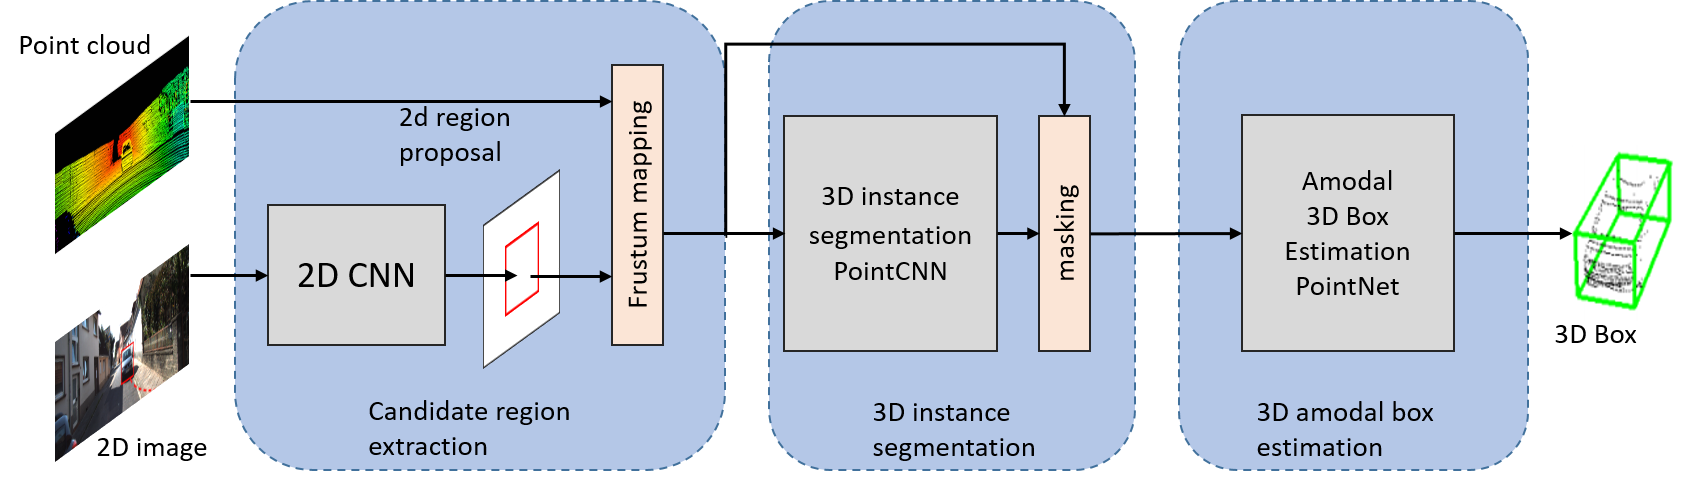 Point cloud
2D image
2d region
proposal
2D CNN
Frustum mapping
Candidate region
extraction
3D instance
segmentation
PointCNN
masking
3D instance
segmentation
Amodal
3D Box
Estimation
PointNet
3D amodal box
estimation
3D Box